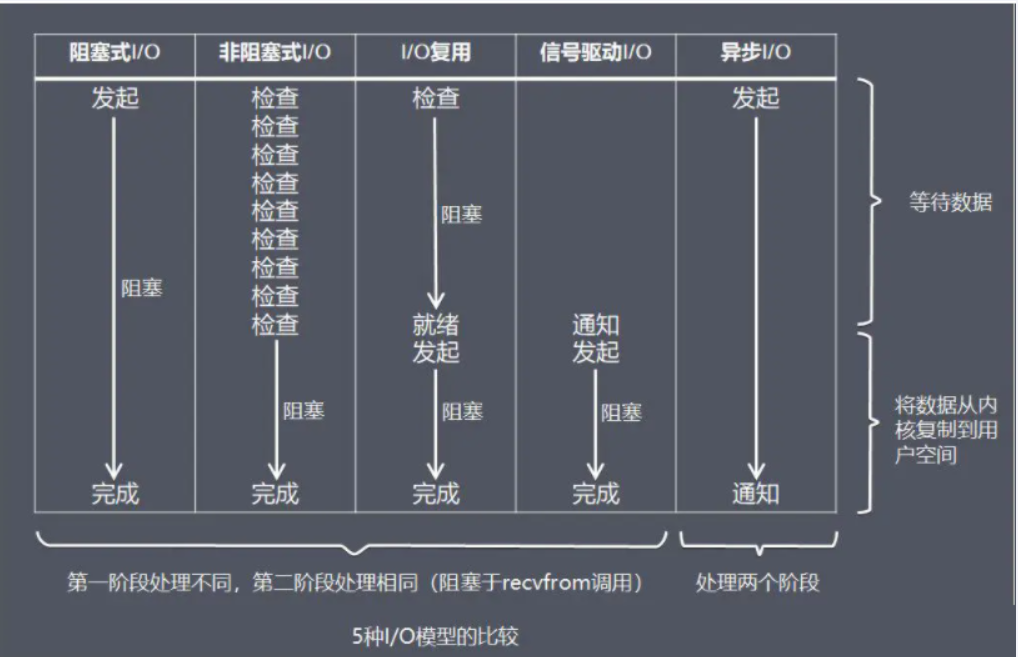 阻塞式I/O 非阻塞式I/O I/O复用 信号驱动I/O 异步I/O
发起 检查 检查 发起
检查
检查
检查
检查
检查
检查
检查
检查 就绪 通知
发起 发起
阻塞
阻塞
阻塞 阻塞 阻塞
完成 完成 完成 完成 通知
等待数据
将数据从内
核复制到用
户空间
第一阶段处理不同，第二阶段处理相同（阻塞于recvfrom调用） 处理两个阶段
5种I/O模型的比较